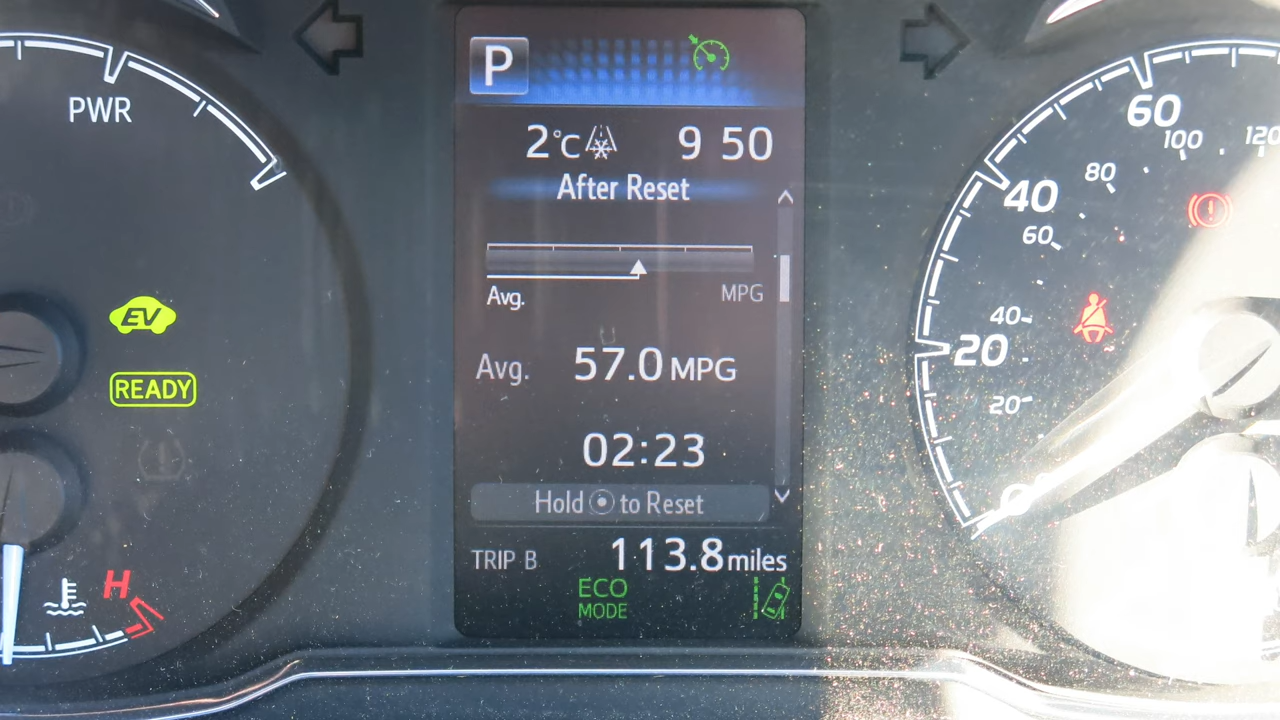 PWR
EV
READY
H
P
2°C 9 50
After Reset
Avg. MPG
Avg. 57.0 MPG
02:23
Hold to Reset
TRIP B 113.8 miles
ECO
MODE
60
40
20
0
120
100
80
60
40
20